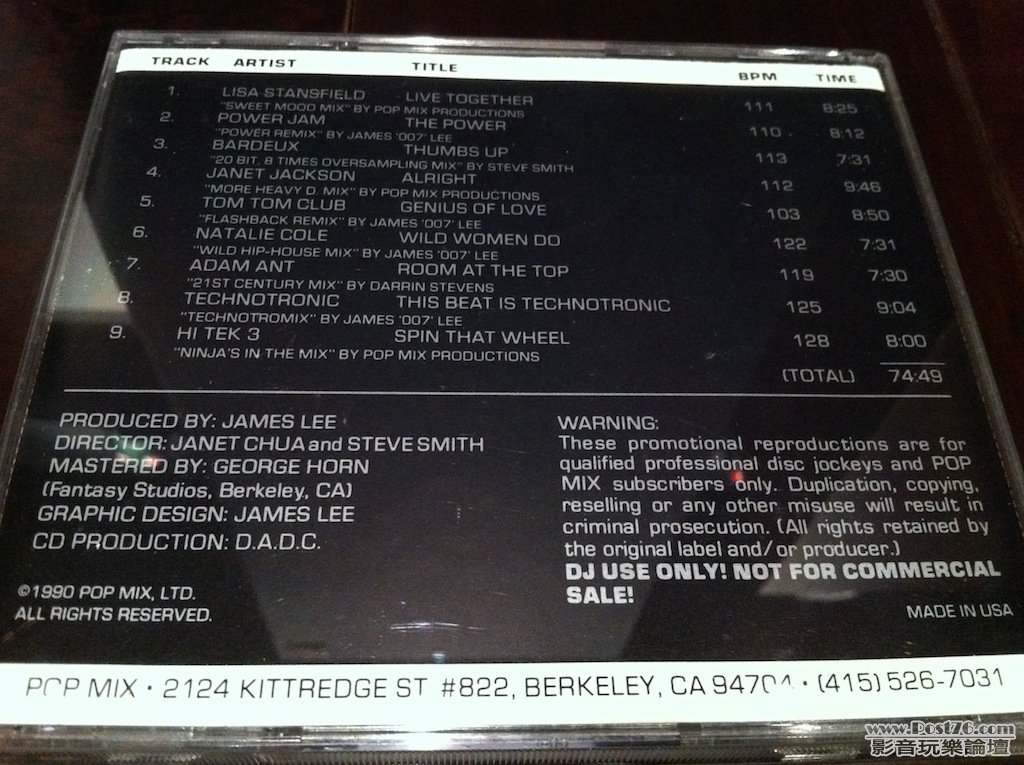 TRACK ARTIST TITLE BPM TIME
1. LISA STANSFIELD LIVE TOGETHER 111 8:25
"SWEET MOOD MIX" BY POP MIX PRODUCTIONS
2. POWER JAM THE POWER 110 8:12
"POWER REMIX" BY JAMES '007' LEE
3. BARDEUX THUMBS UP 113 7:31
"20 BIT, 8 TIMES OVERSAMPLING MIX" BY STEVE SMITH
4. JANET JACKSON ALRIGHT 112 9:46
"MORE HEAVY D. MIX" BY POP MIX PRODUCTIONS
5. TOM TOM CLUB GENIUS OF LOVE 103 8:50
"FLASHBACK REMIX" BY JAMES '007' LEE
6. NATALIE COLE WILD WOMEN DO 122 7:31
"WILD HIP-HOUSE MIX" BY JAMES '007' LEE
7. ADAM ANT ROOM AT THE TOP 119 7:30
"21ST CENTURY MIX" BY DARRIN STEVENS
8. TECHNOTRONIC THIS BEAT IS TECHNOTRONIC 125 9:04
"TECHNOTROMIX" BY JAMES '007' LEE
9. HI TEK 3 SPIN THAT WHEEL 128 8:00
"NINJA'S IN THE MIX" BY POP MIX PRODUCTIONS
(TOTAL) 74:49
PRODUCED BY: JAMES LEE
DIRECTOR: JANET CHUA and STEVE SMITH
MASTERED BY: GEORGE HORN
(Fantasy Studios, Berkeley, CA)
GRAPHIC DESIGN: JAMES LEE
CD PRODUCTION: D.A.D.C.
©1990 POP MIX, LTD.
ALL RIGHTS RESERVED.
WARNING:
These promotional reproductions are for
qualified professional disc jockeys and POP
MIX subscribers only. Duplication, copying,
reselling or any other misuse will result in
criminal prosecution. (All rights retained by
the original label and/or producer.)
DJ USE ONLY! NOT FOR COMMERCIAL
SALE!
MADE IN USA
POP MIX • 2124 KITTREDGE ST #822, BERKELEY, CA 94704 • (415) 526-7031
www.Post76.com
影音玩樂論壇